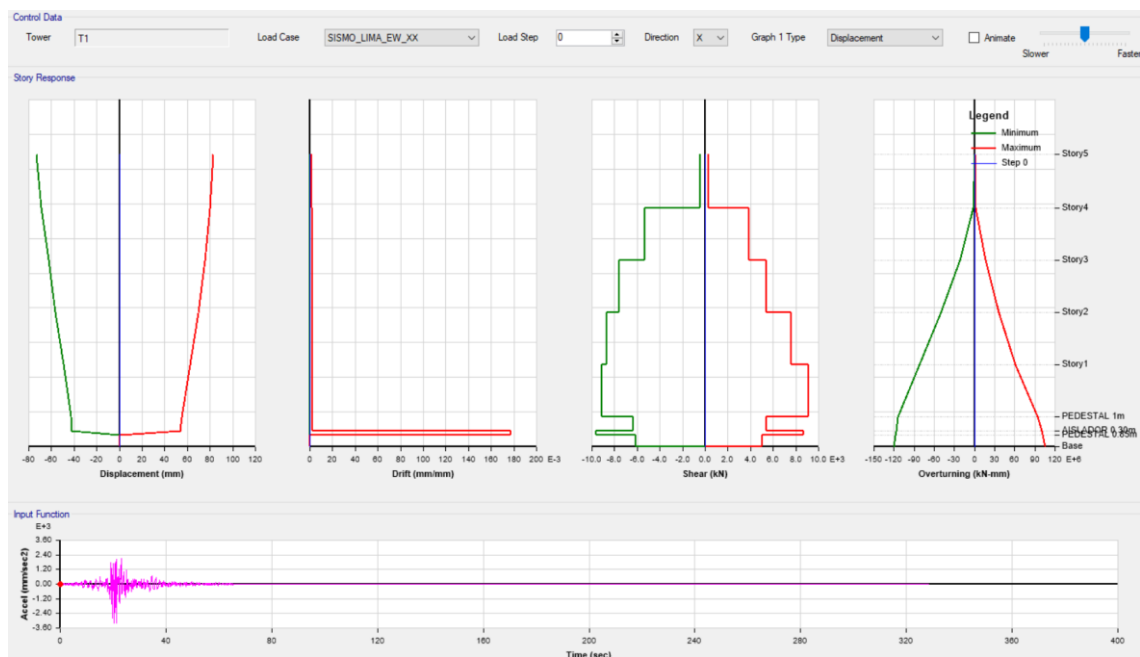 Control Data
Tower T1 Load Case SISMO_LIMA_EW_XX Load Step 0 Direction X Graph 1 Type Displacement Animate
Slower Faster
Story Response
Legend
Minimum
Maximum
Step 0
Story5
Story4
Story3
Story2
Story1
PEDESTAL 1m
AISLADOR 0.30m
PEDESTAL 0.85m
Base
-80 -60 -40 -20 0 20 40 60 80 100 120
Displacement (mm)
0 20 40 60 80 100 120 140 160 180 200 E-3
Drift (mm/mm)
-10.0 -8.0 -6.0 -4.0 -2.0 0.0 2.0 4.0 6.0 8.0 10.0 E+3
Shear (kN)
-150 -120 -90 -60 -30 0 30 60 90 120 E+6
Overturning (kN-mm)
Input Function
E+3
3.60
2.40
1.20
0.00
-1.20
-2.40
-3.60
Accel (mm/sec2)
0 40 80 120 160 200 240 280 320 360 400
Time (sec)